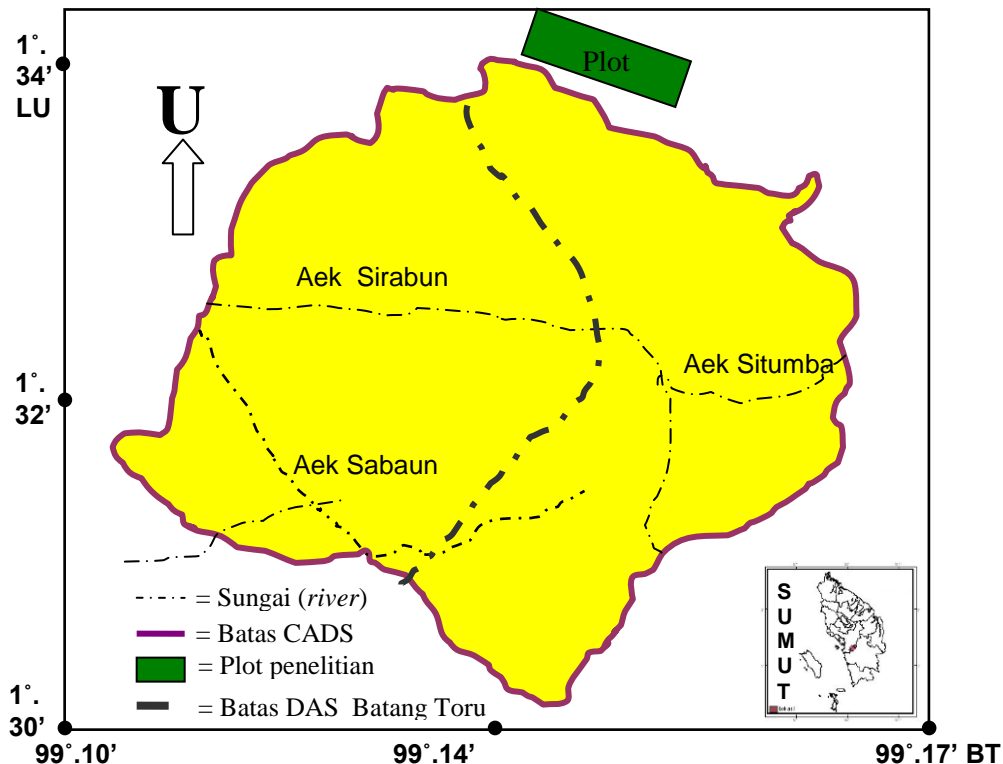 1˚.
34’
LU
U
Plot
Aek Sirabun
Aek Situmba
1˚.
32’
Aek Sabaun
= Sungai (river)
= Batas CADS
= Plot penelitian
= Batas DAS Batang Toru
SUMUT
1˚.
30’
99˚.10’
99˚.14’
99˚.17’ BT